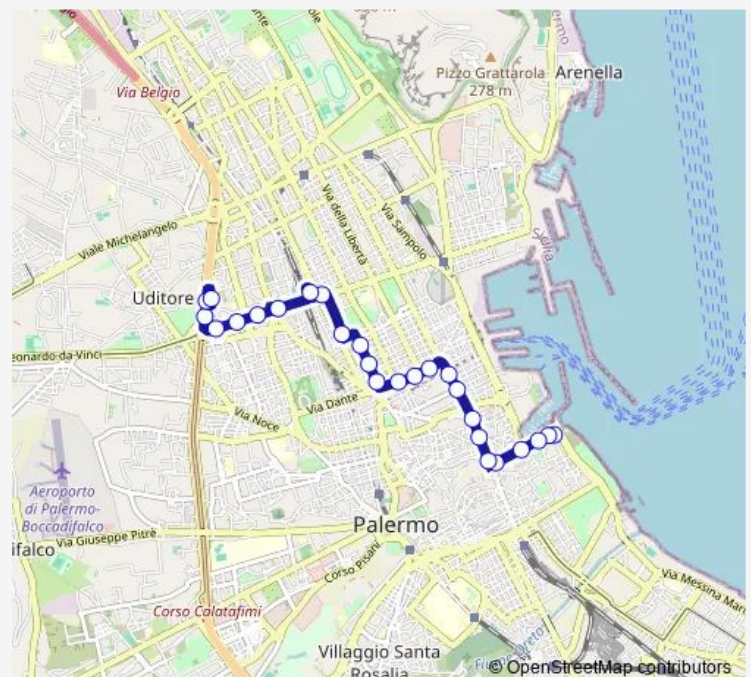 Pizzo Grattarola
278 m
Arenella
Via Belgio
Via della Libertà
Via Sampolo
Viale Michelangelo
Uditore
eonardo-da-Vinci
Via Dante
Via Noce
Aeroporto
di Palermo-
Boccadifalco
Palermo
ifalco
Via Giuseppe Pitrè
Corso Pisani
Via Messina Mar
Corso Calatafimi
Villaggio Santa
Rosalia
© OpenStreetMap contributors